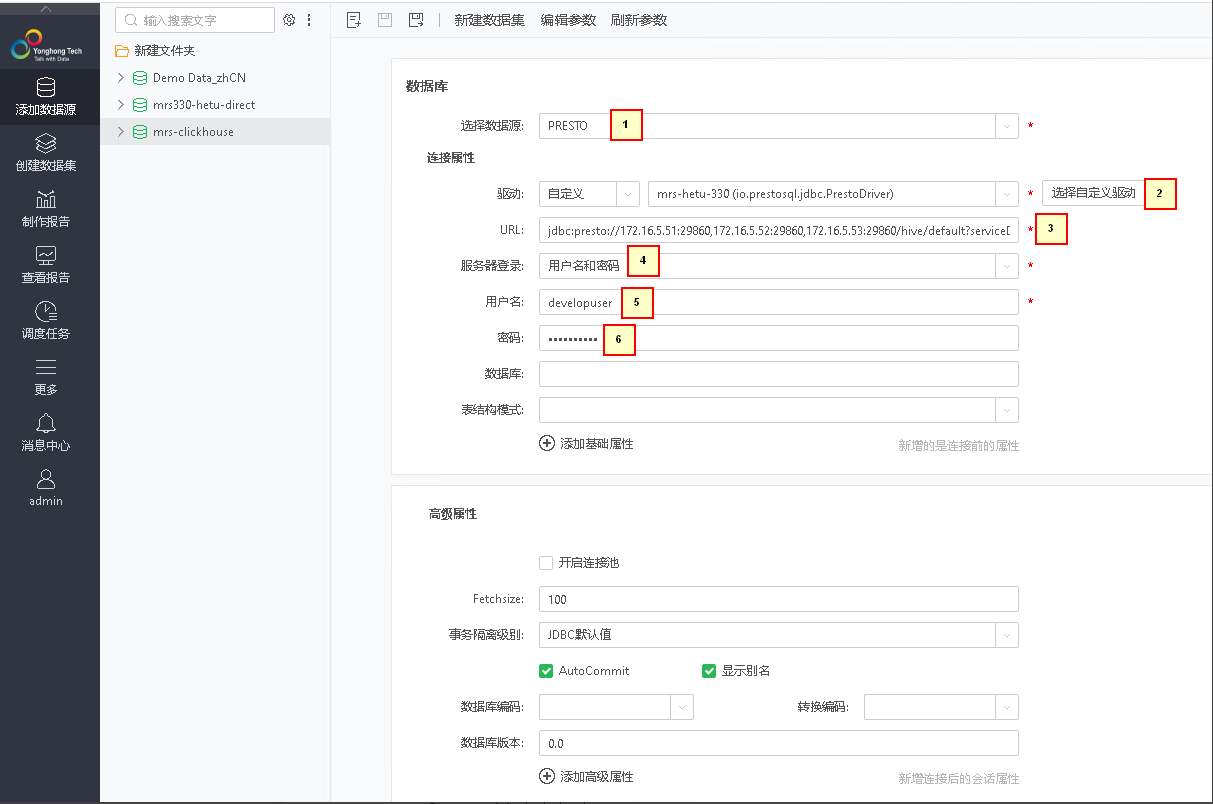 Yonghong Tech
Talk with Data
添加数据源
创建数据集
制作报告
查看报告
调度任务
更多
消息中心
admin
输入搜索文字
新建文件夹
Demo Data_zhCN
mrs330-hetu-direct
mrs-clickhouse
新建数据集 编辑参数 刷新参数
数据库
选择数据源: PRESTO 1 *
连接属性
驱动: 自定义 mrs-hetu-330 (io.prestosql.jdbc.PrestoDriver) * 选择自定义驱动 2
URL: jdbc:presto://172.16.5.51:29860,172.16.5.52:29860,172.16.5.53:29860/hive/default?serviceD * 3
服务器登录: 用户名和密码 4 *
用户名: developuser 5 *
密码: •••••••••• 6
数据库:
表结构模式:
添加基础属性 新增的是连接前的属性
高级属性
开启连接池
Fetchsize: 100
事务隔离级别: JDBC默认值
AutoCommit 显示别名
数据库编码: 转换编码:
数据库版本: 0.0
添加高级属性 新增连接后的会话属性